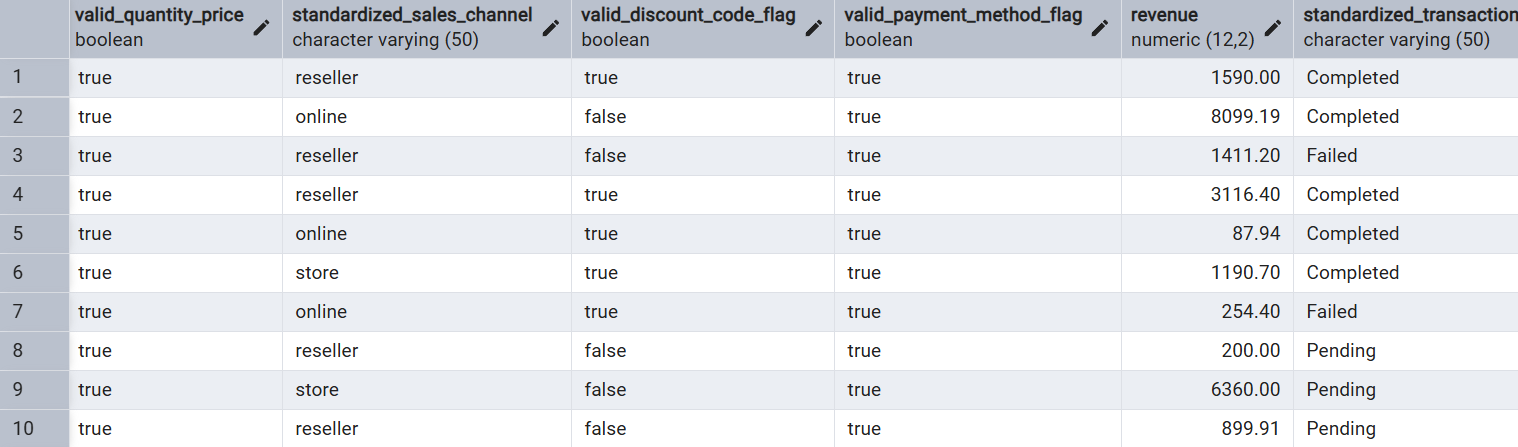 valid_quantity_price standardized_sales_channel valid_discount_code_flag valid_payment_method_flag revenue standardized_transaction
boolean character varying (50) boolean boolean numeric (12,2) character varying (50)
1 true reseller true true 1590.00 Completed
2 true online false true 8099.19 Completed
3 true reseller false true 1411.20 Failed
4 true reseller true true 3116.40 Completed
5 true online true true 87.94 Completed
6 true store true true 1190.70 Completed
7 true online true true 254.40 Failed
8 true reseller false true 200.00 Pending
9 true store false true 6360.00 Pending
10 true reseller false true 899.91 Pending